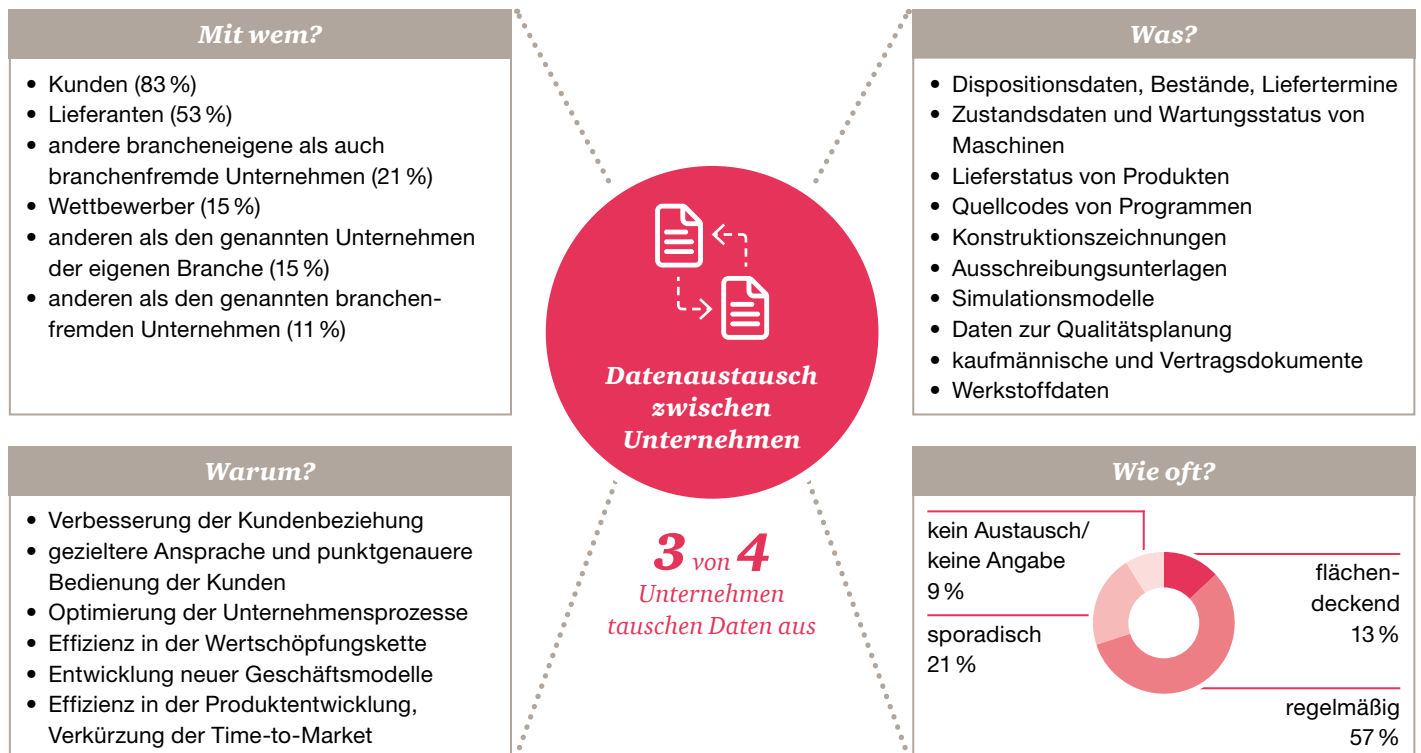 Mit wem?
• Kunden (83 %)
• Lieferanten (53 %)
• andere brancheneigene als auch
branchenfremde Unternehmen (21 %)
• Wettbewerber (15 %)
• anderen als den genannten Unternehmen
der eigenen Branche (15 %)
• anderen als den genannten branchen-
fremden Unternehmen (11 %)
Was?
• Dispositionsdaten, Bestände, Liefertermine
• Zustandsdaten und Wartungsstatus von
Maschinen
• Lieferstatus von Produkten
• Quellcodes von Programmen
• Konstruktionszeichnungen
• Ausschreibungsunterlagen
• Simulationsmodelle
• Daten zur Qualitätsplanung
• kaufmännische und Vertragsdokumente
• Werkstoffdaten
Datenaustausch
zwischen
Unternehmen
3 von 4
Unternehmen
tauschen Daten aus
Warum?
• Verbesserung der Kundenbeziehung
• gezieltere Ansprache und punktgenauere
Bedienung der Kunden
• Optimierung der Unternehmensprozesse
• Effizienz in der Wertschöpfungskette
• Entwicklung neuer Geschäftsmodelle
• Effizienz in der Produktentwicklung,
Verkürzung der Time-to-Market
Wie oft?
kein Austausch/
keine Angabe
9 %
sporadisch
21 %
flächen-
deckend
13 %
regelmäßig
57 %